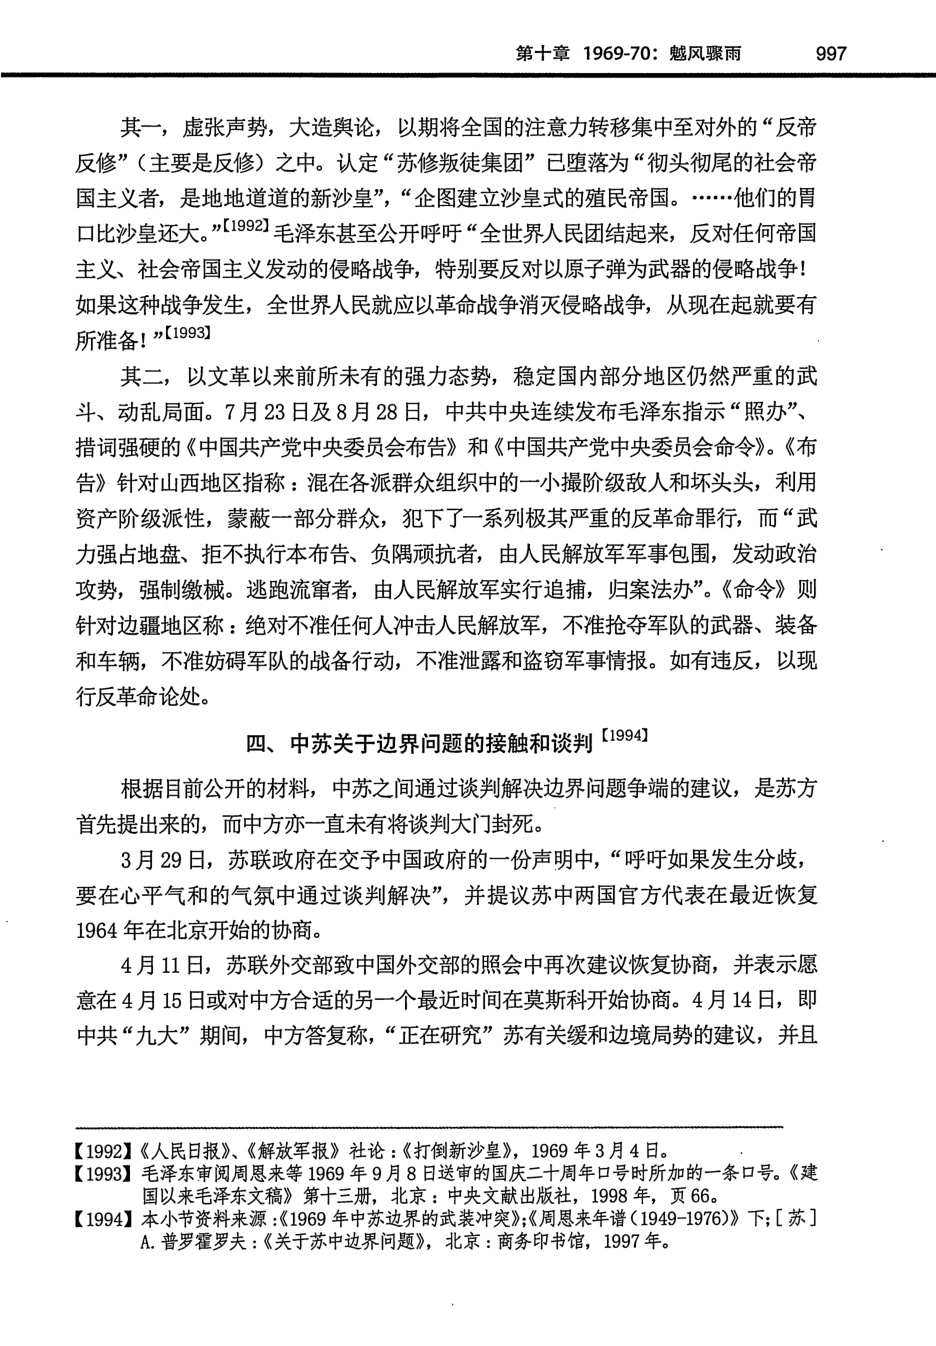 第十章 1969-70：魆风骤雨 997
其一，虚张声势，大造舆论，以期将全国的注意力转移集中至对外的“反帝
反修”（主要是反修）之中。认定“苏修叛徒集团”已堕落为“彻头彻尾的社会帝
国主义者，是地地道道的新沙皇”，“企图建立沙皇式的殖民帝国。……他们的胃
口比沙皇还大。”【1992】毛泽东甚至公开呼吁“全世界人民团结起来，反对任何帝国
主义、社会帝国主义发动的侵略战争，特别要反对以原子弹为武器的侵略战争！
如果这种战争发生，全世界人民就应以革命战争消灭侵略战争，从现在起就要有
所准备！”【1993】
其二，以文革以来前所未有的强力态势，稳定国内部分地区仍然严重的武
斗、动乱局面。7月23日及8月28日，中共中央连续发布毛泽东指示“照办”、
措词强硬的《中国共产党中央委员会布告》和《中国共产党中央委员会命令》。《布
告》针对山西地区指称：混在各派群众组织中的一小撮阶级敌人和坏头头，利用
资产阶级派性，蒙蔽一部分群众，犯下了一系列极其严重的反革命罪行，而“武
力强占地盘、拒不执行本布告、负隅顽抗者，由人民解放军军事包围，发动政治
攻势，强制缴械。逃跑流窜者，由人民解放军实行追捕，归案法办”。《命令》则
针对边疆地区称：绝对不准任何人冲击人民解放军，不准抢夺军队的武器、装备
和车辆，不准妨碍军队的战备行动，不准泄露和盗窃军事情报。如有违反，以现
行反革命论处。
四、中苏关于边界问题的接触和谈判【1994】
根据目前公开的材料，中苏之间通过谈判解决边界问题争端的建议，是苏方
首先提出来的，而中方亦一直未有将谈判大门封死。
3月29日，苏联政府在交予中国政府的一份声明中，“呼吁如果发生分歧，
要在心平气和的气氛中通过谈判解决”，并提议苏中两国官方代表在最近恢复
1964年在北京开始的协商。
4月11日，苏联外交部致中国外交部的照会中再次建议恢复协商，并表示愿
意在4月15日或对中方合适的另一个最近时间在莫斯科开始协商。4月14日，即
中共“九大”期间，中方答复称，“正在研究”苏有关缓和边境局势的建议，并且
【1992】《人民日报》、《解放军报》社论：《打倒新沙皇》，1969年3月4日。
【1993】毛泽东审阅周恩来等1969年9月8日送审的国庆二十周年口号时所加的一条口号。《建
国以来毛泽东文稿》第十三册，北京：中央文献出版社，1998年，页66。
【1994】本小节资料来源：《1969年中苏边界的武装冲突》；《周恩来年谱（1949-1976）》下；［苏］
A.普罗霍罗夫：《关于苏中边界问题》，北京：商务印书馆，1997年。